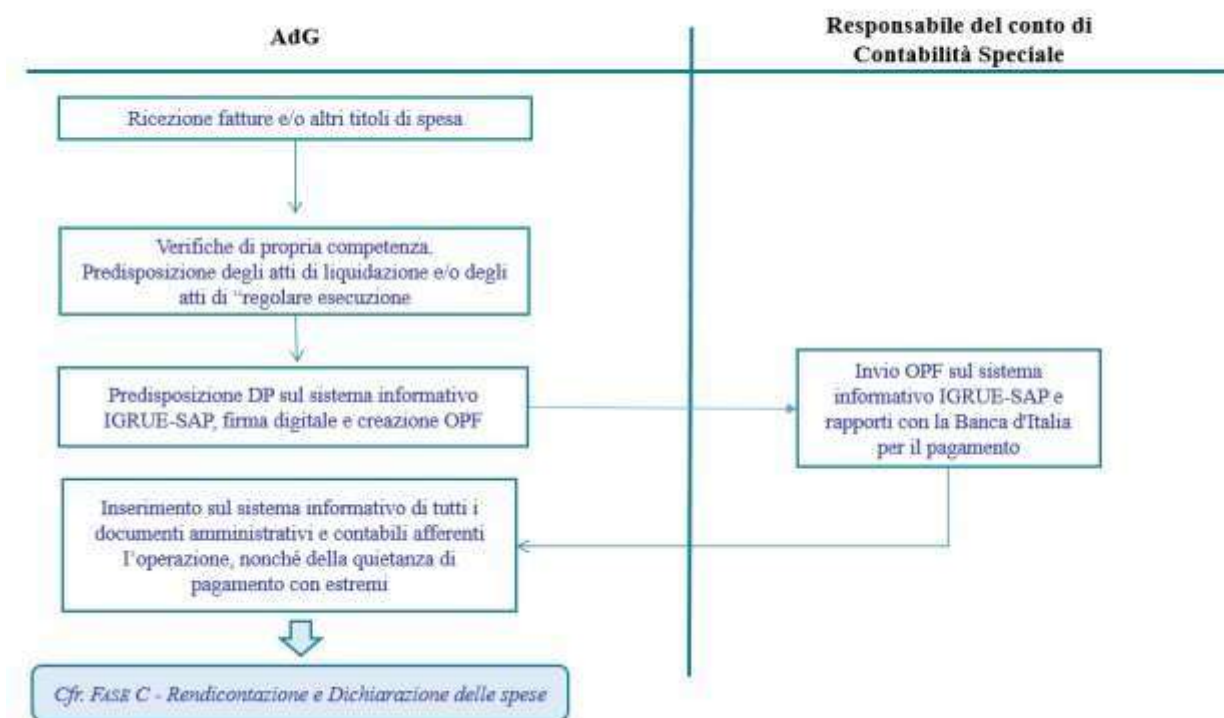 AdG
Responsabile del conto di
Contabilità Speciale
Ricezione fatture e/o altri titoli di spesa
Verifiche di propria competenza.
Predisposizione degli atti di liquidazione e/o degli
atti di “regolare esecuzione
Predisposizione DP sul sistema informativo
IGRUE-SAP, firma digitale e creazione OPF
Invio OPF sul sistema
informativo IGRUE-SAP e
rapporti con la Banca d'Italia
per il pagamento
Inserimento sul sistema informativo di tutti i
documenti amministrativi e contabili afferenti
l’operazione, nonché della quietanza di
pagamento con estremi
Cfr. FASE C - Rendicontazione e Dichiarazione delle spese